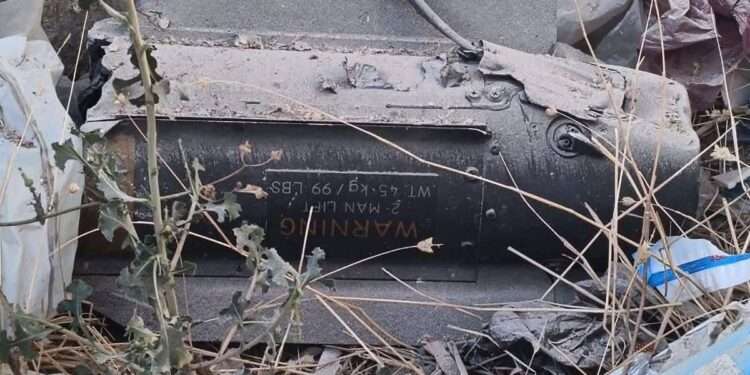 WARNING
2-MAN LIFT
WT. 45.kg/99 LBS